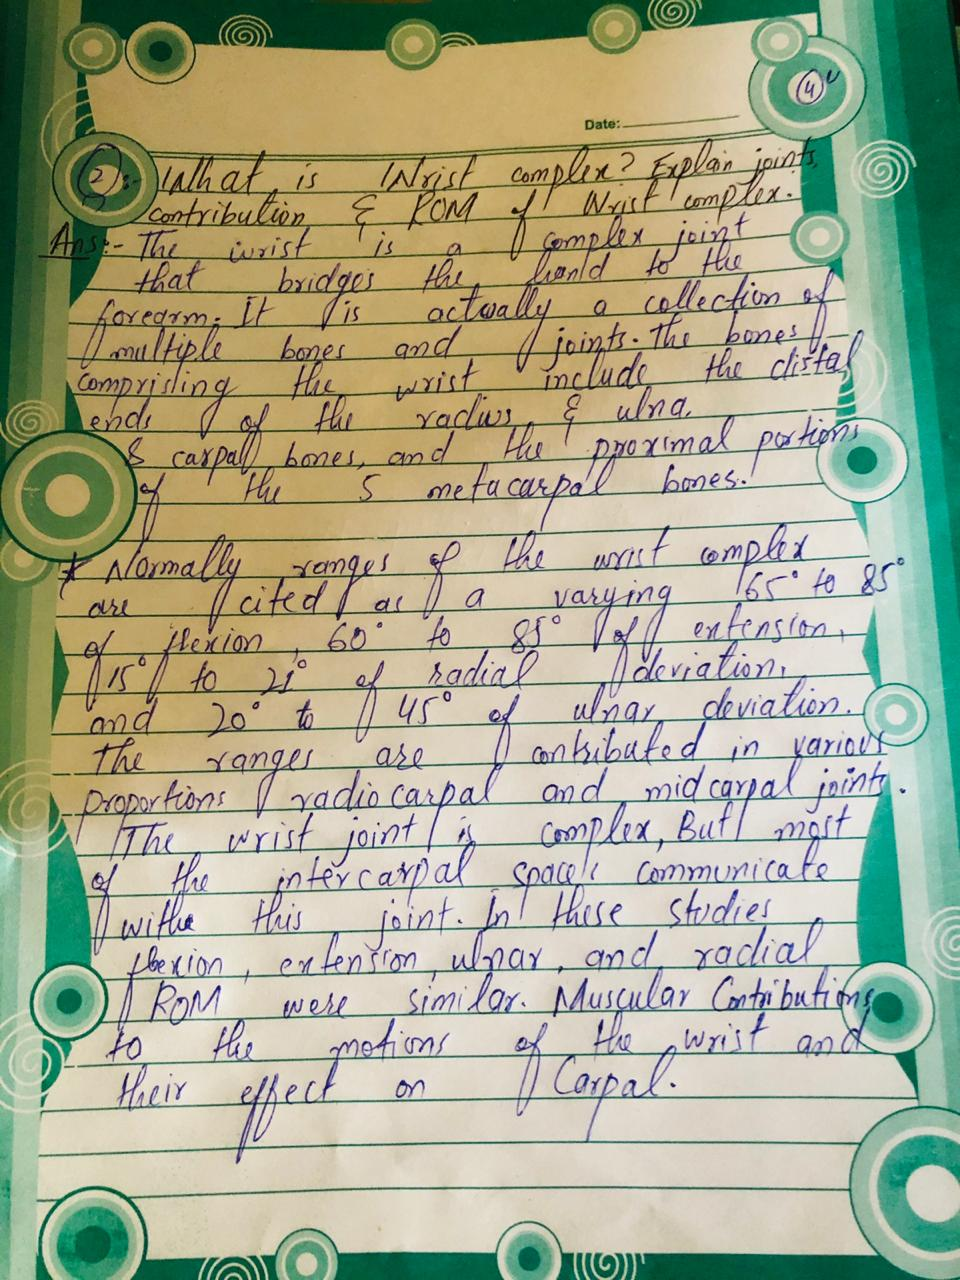 4
Date:
2 :- What is Wrist complex? Explain joints,
contribution & ROM of Wrist complex.
Ans:- The wrist is a complex joint
that bridges the hand to the
forearm. It is actually a collection of
multiple bones and joints. The bones
comprising the wrist include the distal
ends of the radius & ulna.
8 carpal bones, and the proximal portions
of the 5 metacarpal bones.
* Normally ranges of the wrist complex
are cited as a varying 65° to 85°
of flexion, 60° to 85° of extension,
15° to 21° of radial deviation,
and 20° to 45° of ulnar deviation.
The ranges are contributed in various
proportions radiocarpal and midcarpal joints.
The wrist joint is complex, But most
of the intercarpal space communicate
withe this joint. In these studies
flexion, extension, ulnar, and radial
ROM were similar. Muscular Contributions
to the motions of the wrist and
their effect on Carpal.